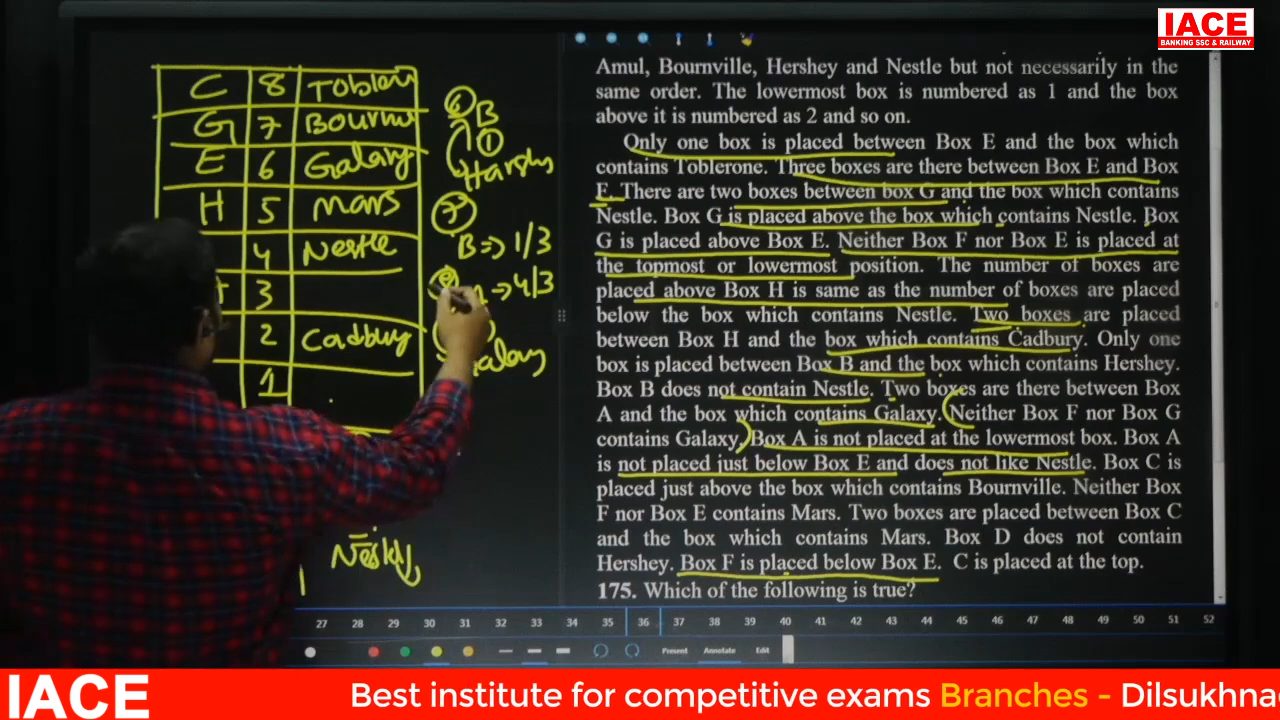 IACE
BANKING SSC & RAILWAY
Amul, Bournville, Hershey and Nestle but not necessarily in the
same order. The lowermost box is numbered as 1 and the box
above it is numbered as 2 and so on.
Only one box is placed between Box E and the box which
contains Toblerone. Three boxes are there between Box E and Box
F. There are two boxes between box G and the box which contains
Nestle. Box G is placed above the box which contains Nestle. Box
G is placed above Box E. Neither Box F nor Box E is placed at
the topmost or lowermost position. The number of boxes are
placed above Box H is same as the number of boxes are placed
below the box which contains Nestle. Two boxes are placed
between Box H and the box which contains Cadbury. Only one
box is placed between Box B and the box which contains Hershey.
Box B does not contain Nestle. Two boxes are there between Box
A and the box which contains Galaxy. Neither Box F nor Box G
contains Galaxy. Box A is not placed at the lowermost box. Box A
is not placed just below Box E and does not like Nestle. Box C is
placed just above the box which contains Bournville. Neither Box
F nor Box E contains Mars. Two boxes are placed between Box C
and the box which contains Mars. Box D does not contain
Hershey. Box F is placed below Box E. C is placed at the top.
175. Which of the following is true?
C 8
G 7
E 6 Galaxy
H 5 Mars
4 Nestle
3
2 Cadbury
1
6 B
1
7
B => 1/3
8 -> 4/3
27 28 29 30 31 32 33 34 35 36 37 38 39 40 41 42 43 44 45 46 47 48 49 50 51 52
Present Annotate Edit
IACE Best institute for competitive exams Branches - Dilsukhna